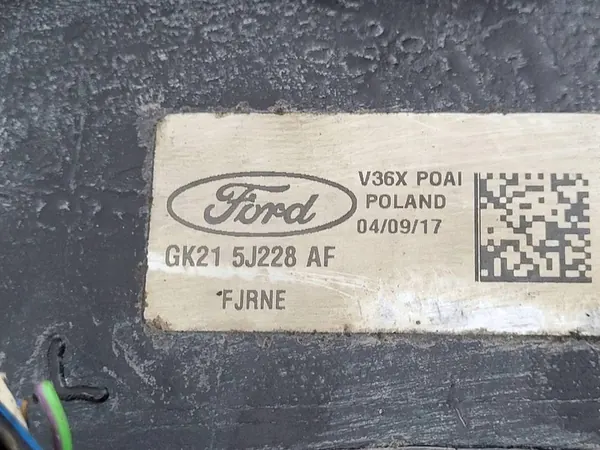 Ford
V36X POAI
POLAND
04/09/17
GK21 5J228 AF
FJRNE